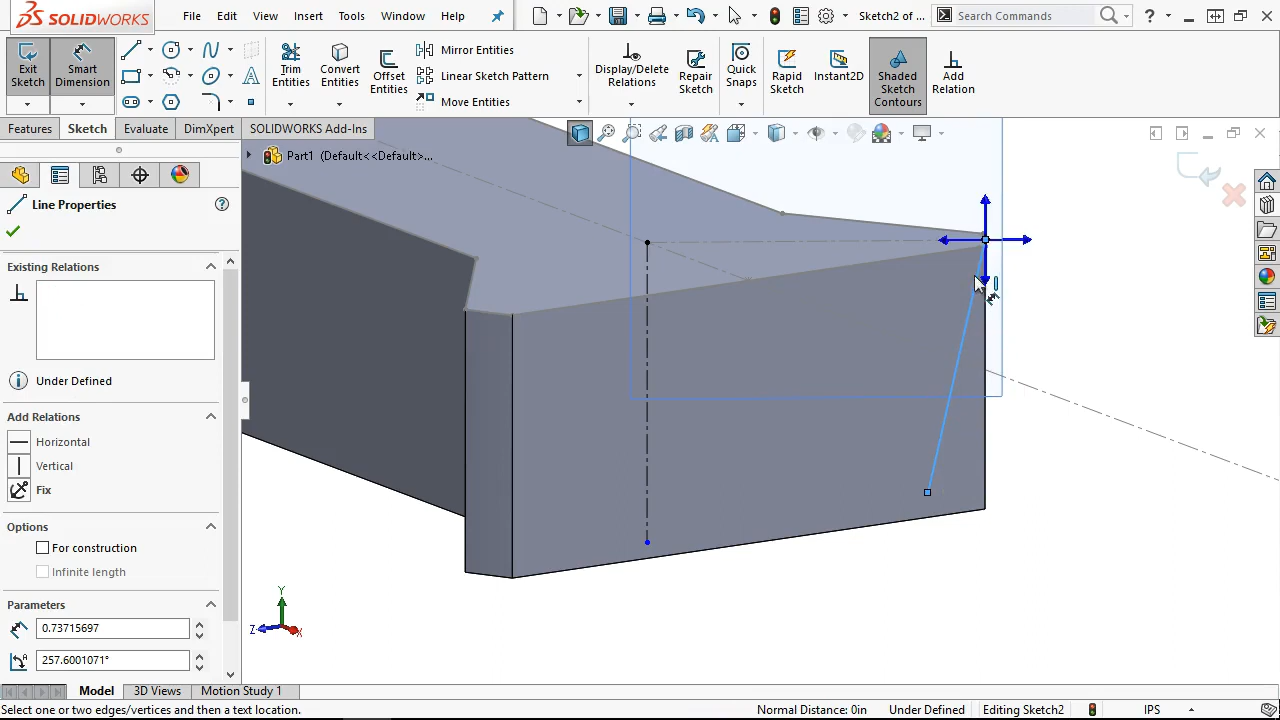 SOLIDWORKS
File
Edit
View
Insert
Tools
Window
Help
Sketch2 of ...
Search Commands
Exit Sketch
Smart Dimension
Trim Entities
Convert Entities
Offset Entities
Mirror Entities
Linear Sketch Pattern
Move Entities
Display/Delete Relations
Repair Sketch
Quick Snaps
Rapid Sketch
Instant2D
Shaded Sketch Contours
Add Relation
Features
Sketch
Evaluate
DimXpert
SOLIDWORKS Add-Ins
Part1 (Default<<Default>...
Line Properties
Existing Relations
Under Defined
Add Relations
Horizontal
Vertical
Fix
Options
For construction
Infinite length
Parameters
0.73715697
257.6001071°
Y
Z
X
Model
3D Views
Motion Study 1
Select one or two edges/vertices and then a text location.
Normal Distance: 0in
Under Defined
Editing Sketch2
IPS